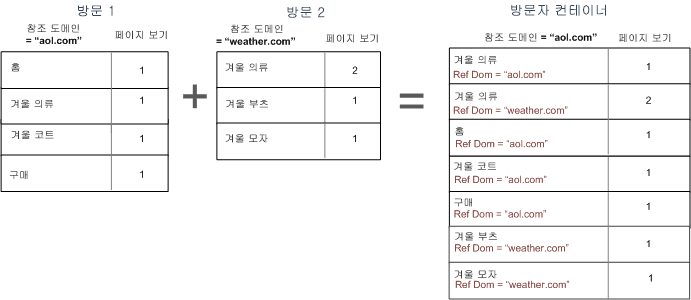 방문 1
참조 도메인
= “aol.com”
페이지 보기
홈
1
겨울 의류
1
겨울 코트
1
구매
1
+
방문 2
참조 도메인
= “weather.com”
페이지 보기
겨울 의류
2
겨울 부츠
1
겨울 모자
1
=
방문자 컨테이너
참조 도메인 = “aol.com”
페이지 보기
겨울 의류
Ref Dom = “aol.com”
1
겨울 의류
Ref Dom = “weather.com”
2
홈
Ref Dom = “aol.com”
1
겨울 코트
Ref Dom = “aol.com”
1
구매
Ref Dom = “aol.com”
1
겨울 부츠
Ref Dom = “weather.com”
1
겨울 모자
Ref Dom = “weather.com”
1